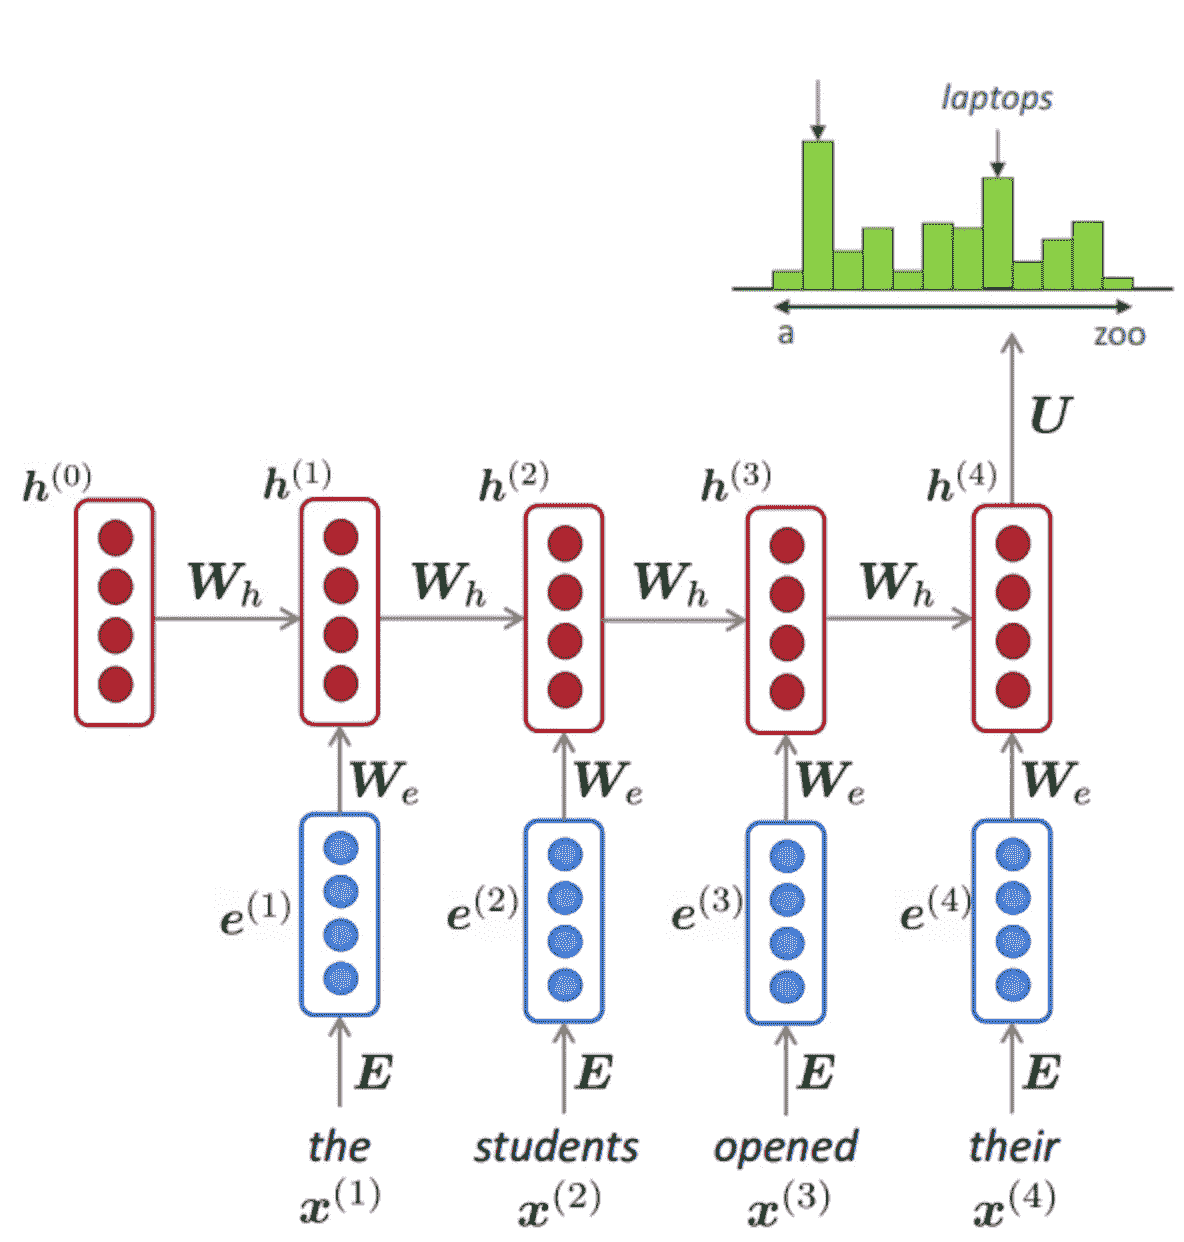 laptops
a zoo
U
h^(0) h^(1) h^(2) h^(3) h^(4)
W_h W_h W_h W_h
W_e W_e W_e W_e
e^(1) e^(2) e^(3) e^(4)
E E E E
the students opened their
x^(1) x^(2) x^(3) x^(4)